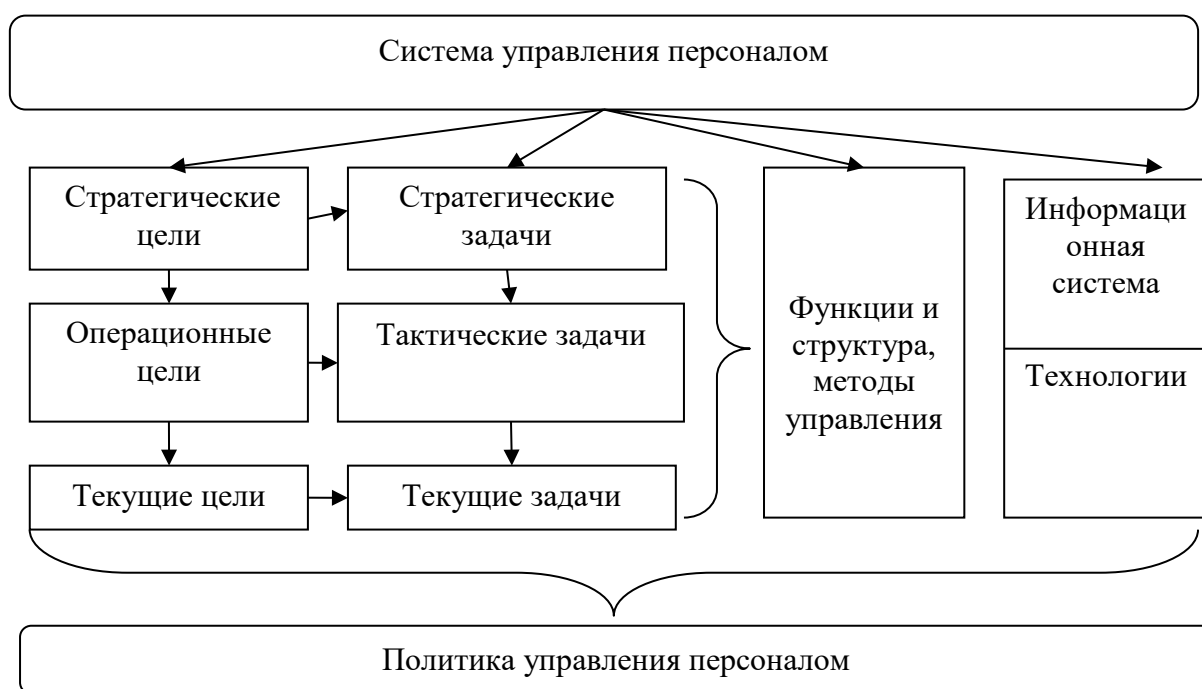 Система управления персоналом
Стратегические
цели
Стратегические
задачи
Операционные
цели
Тактические задачи
Текущие цели
Текущие задачи
Функции и
структура,
методы
управления
Информаци
онная
система
Технологии
Политика управления персоналом